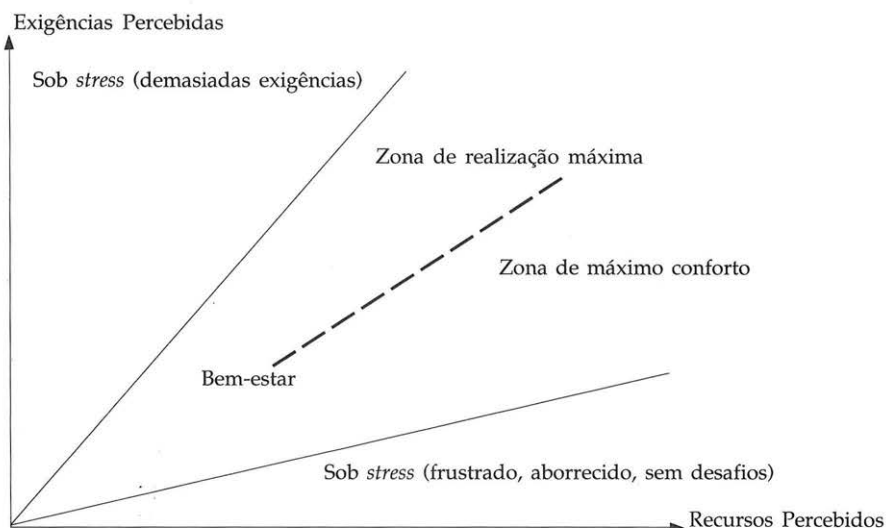 Exigências Percebidas
Sob stress (demasiadas exigências)
Zona de realização máxima
Zona de máximo conforto
Bem-estar
Sob stress (frustrado, aborrecido, sem desafios)
Recursos Percebidos